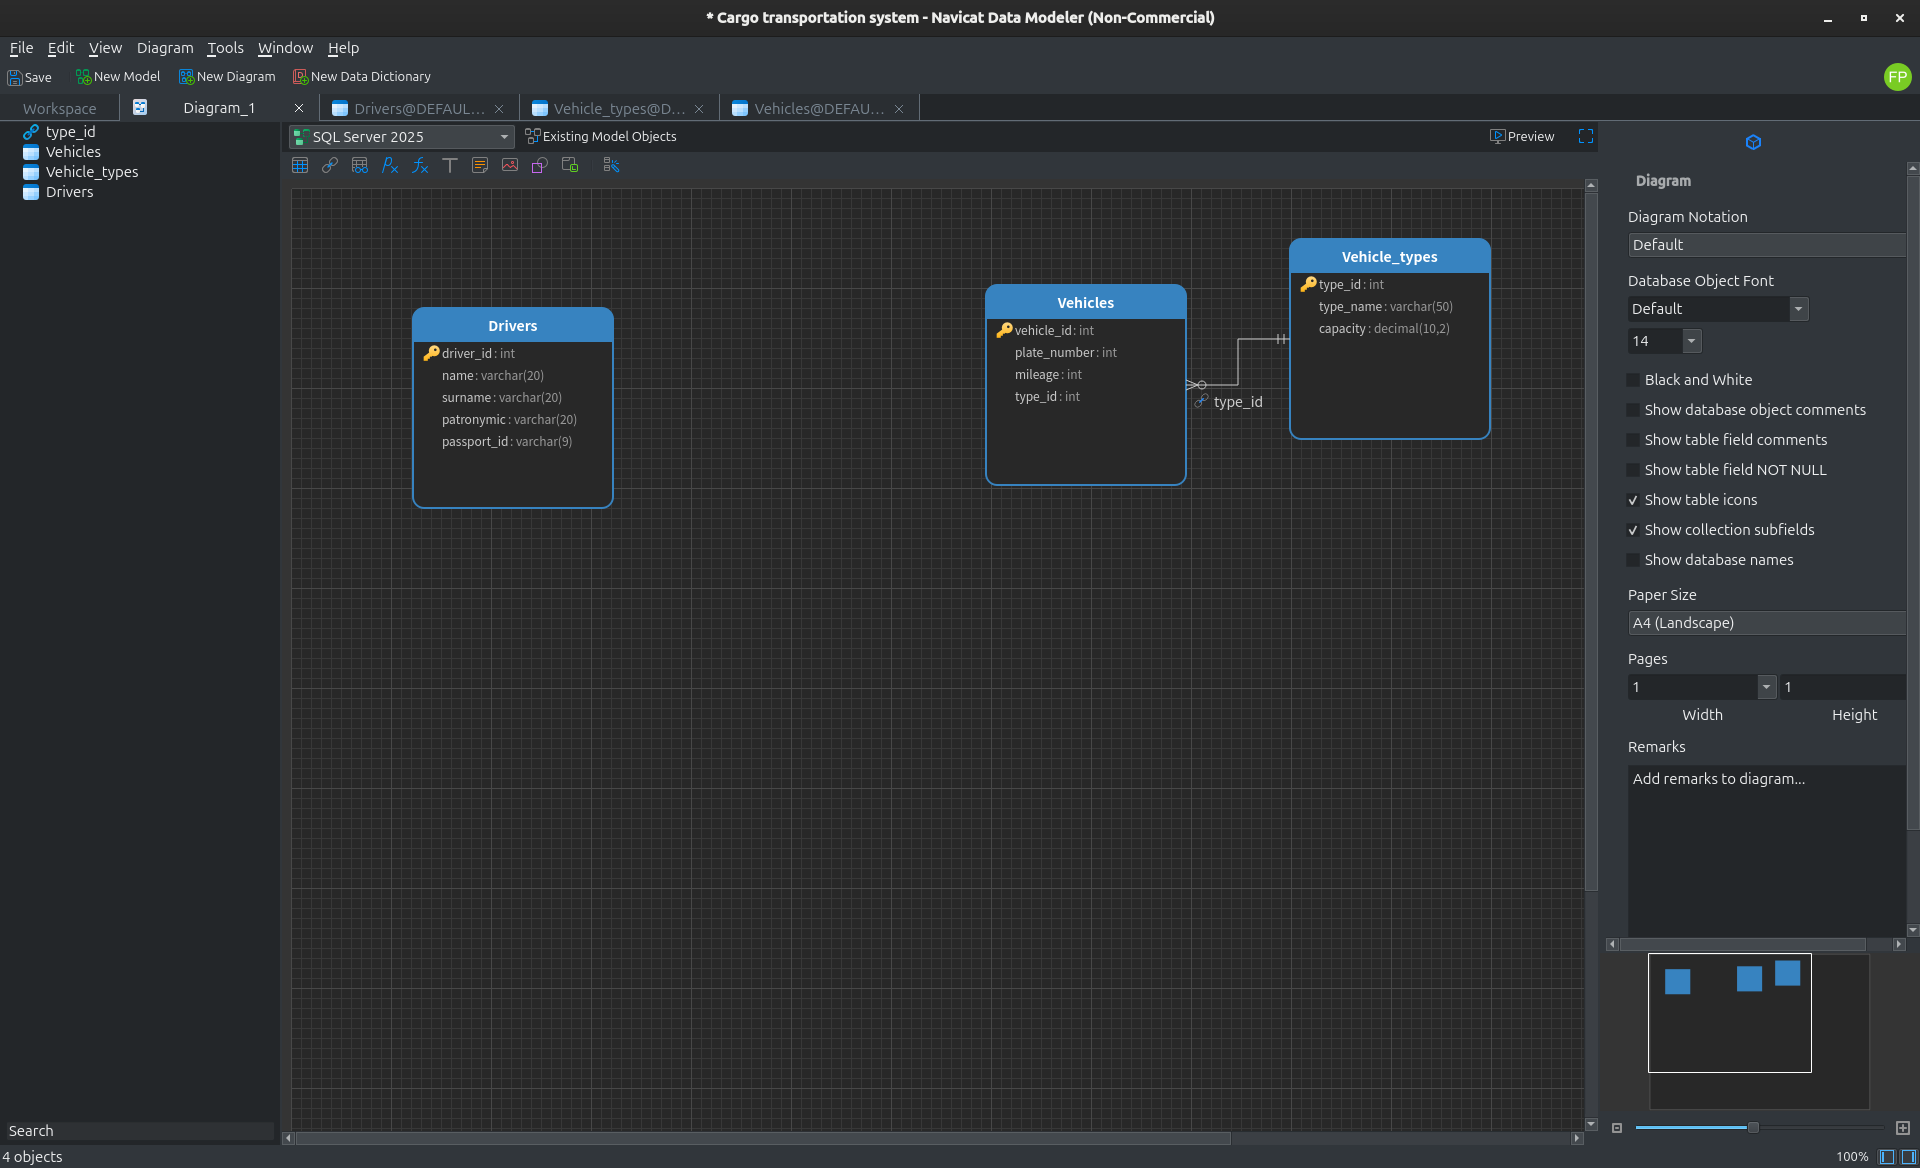 * Cargo transportation system - Navicat Data Modeler (Non-Commercial)
File Edit View Diagram Tools Window Help
Save New Model New Diagram New Data Dictionary
FP
Workspace Diagram_1 Drivers@DEFAUL... Vehicle_types@D... Vehicles@DEFAU...
type_id
Vehicles
Vehicle_types
Drivers
Search
4 objects
SQL Server 2025 Existing Model Objects Preview
Drivers
driver_id: int
name: varchar(20)
surname: varchar(20)
patronymic: varchar(20)
passport_id: varchar(9)
Vehicles
vehicle_id: int
plate_number: int
mileage: int
type_id: int
type_id
Vehicle_types
type_id: int
type_name: varchar(50)
capacity: decimal(10,2)
Diagram
Diagram Notation
Default
Database Object Font
Default
14
Black and White
Show database object comments
Show table field comments
Show table field NOT NULL
Show table icons
Show collection subfields
Show database names
Paper Size
A4 (Landscape)
Pages
1 1
Width Height
Remarks
Add remarks to diagram...
100%